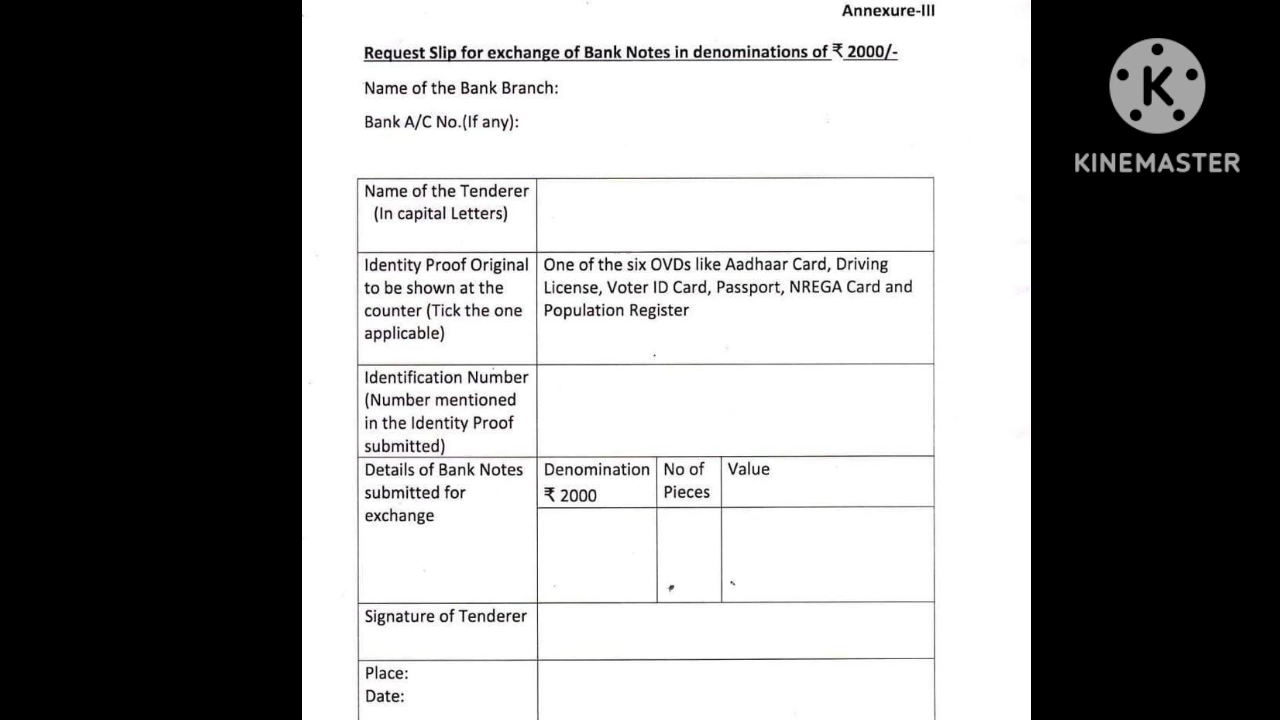 Annexure-III
Request Slip for exchange of Bank Notes in denominations of ₹ 2000/-
Name of the Bank Branch:
Bank A/C No.(If any):
K
KINEMASTER
Name of the Tenderer
(In capital Letters)
Identity Proof Original
to be shown at the
counter (Tick the one
applicable)
One of the six OVDs like Aadhaar Card, Driving
License, Voter ID Card, Passport, NREGA Card and
Population Register
Identification Number
(Number mentioned
in the Identity Proof
submitted)
Details of Bank Notes
submitted for
exchange
Denomination
₹ 2000
No of
Pieces
Value
Signature of Tenderer
Place:
Date: